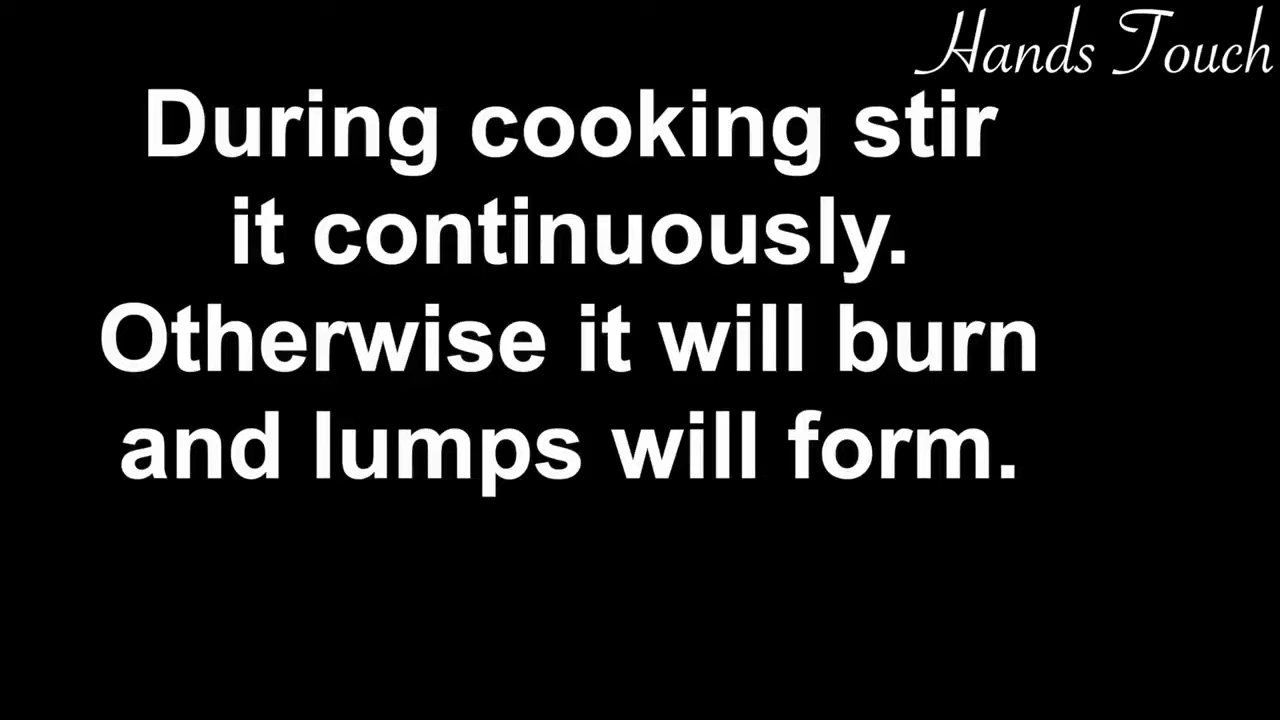 Hands Touch
During cooking stir
it continuously.
Otherwise it will burn
and lumps will form.